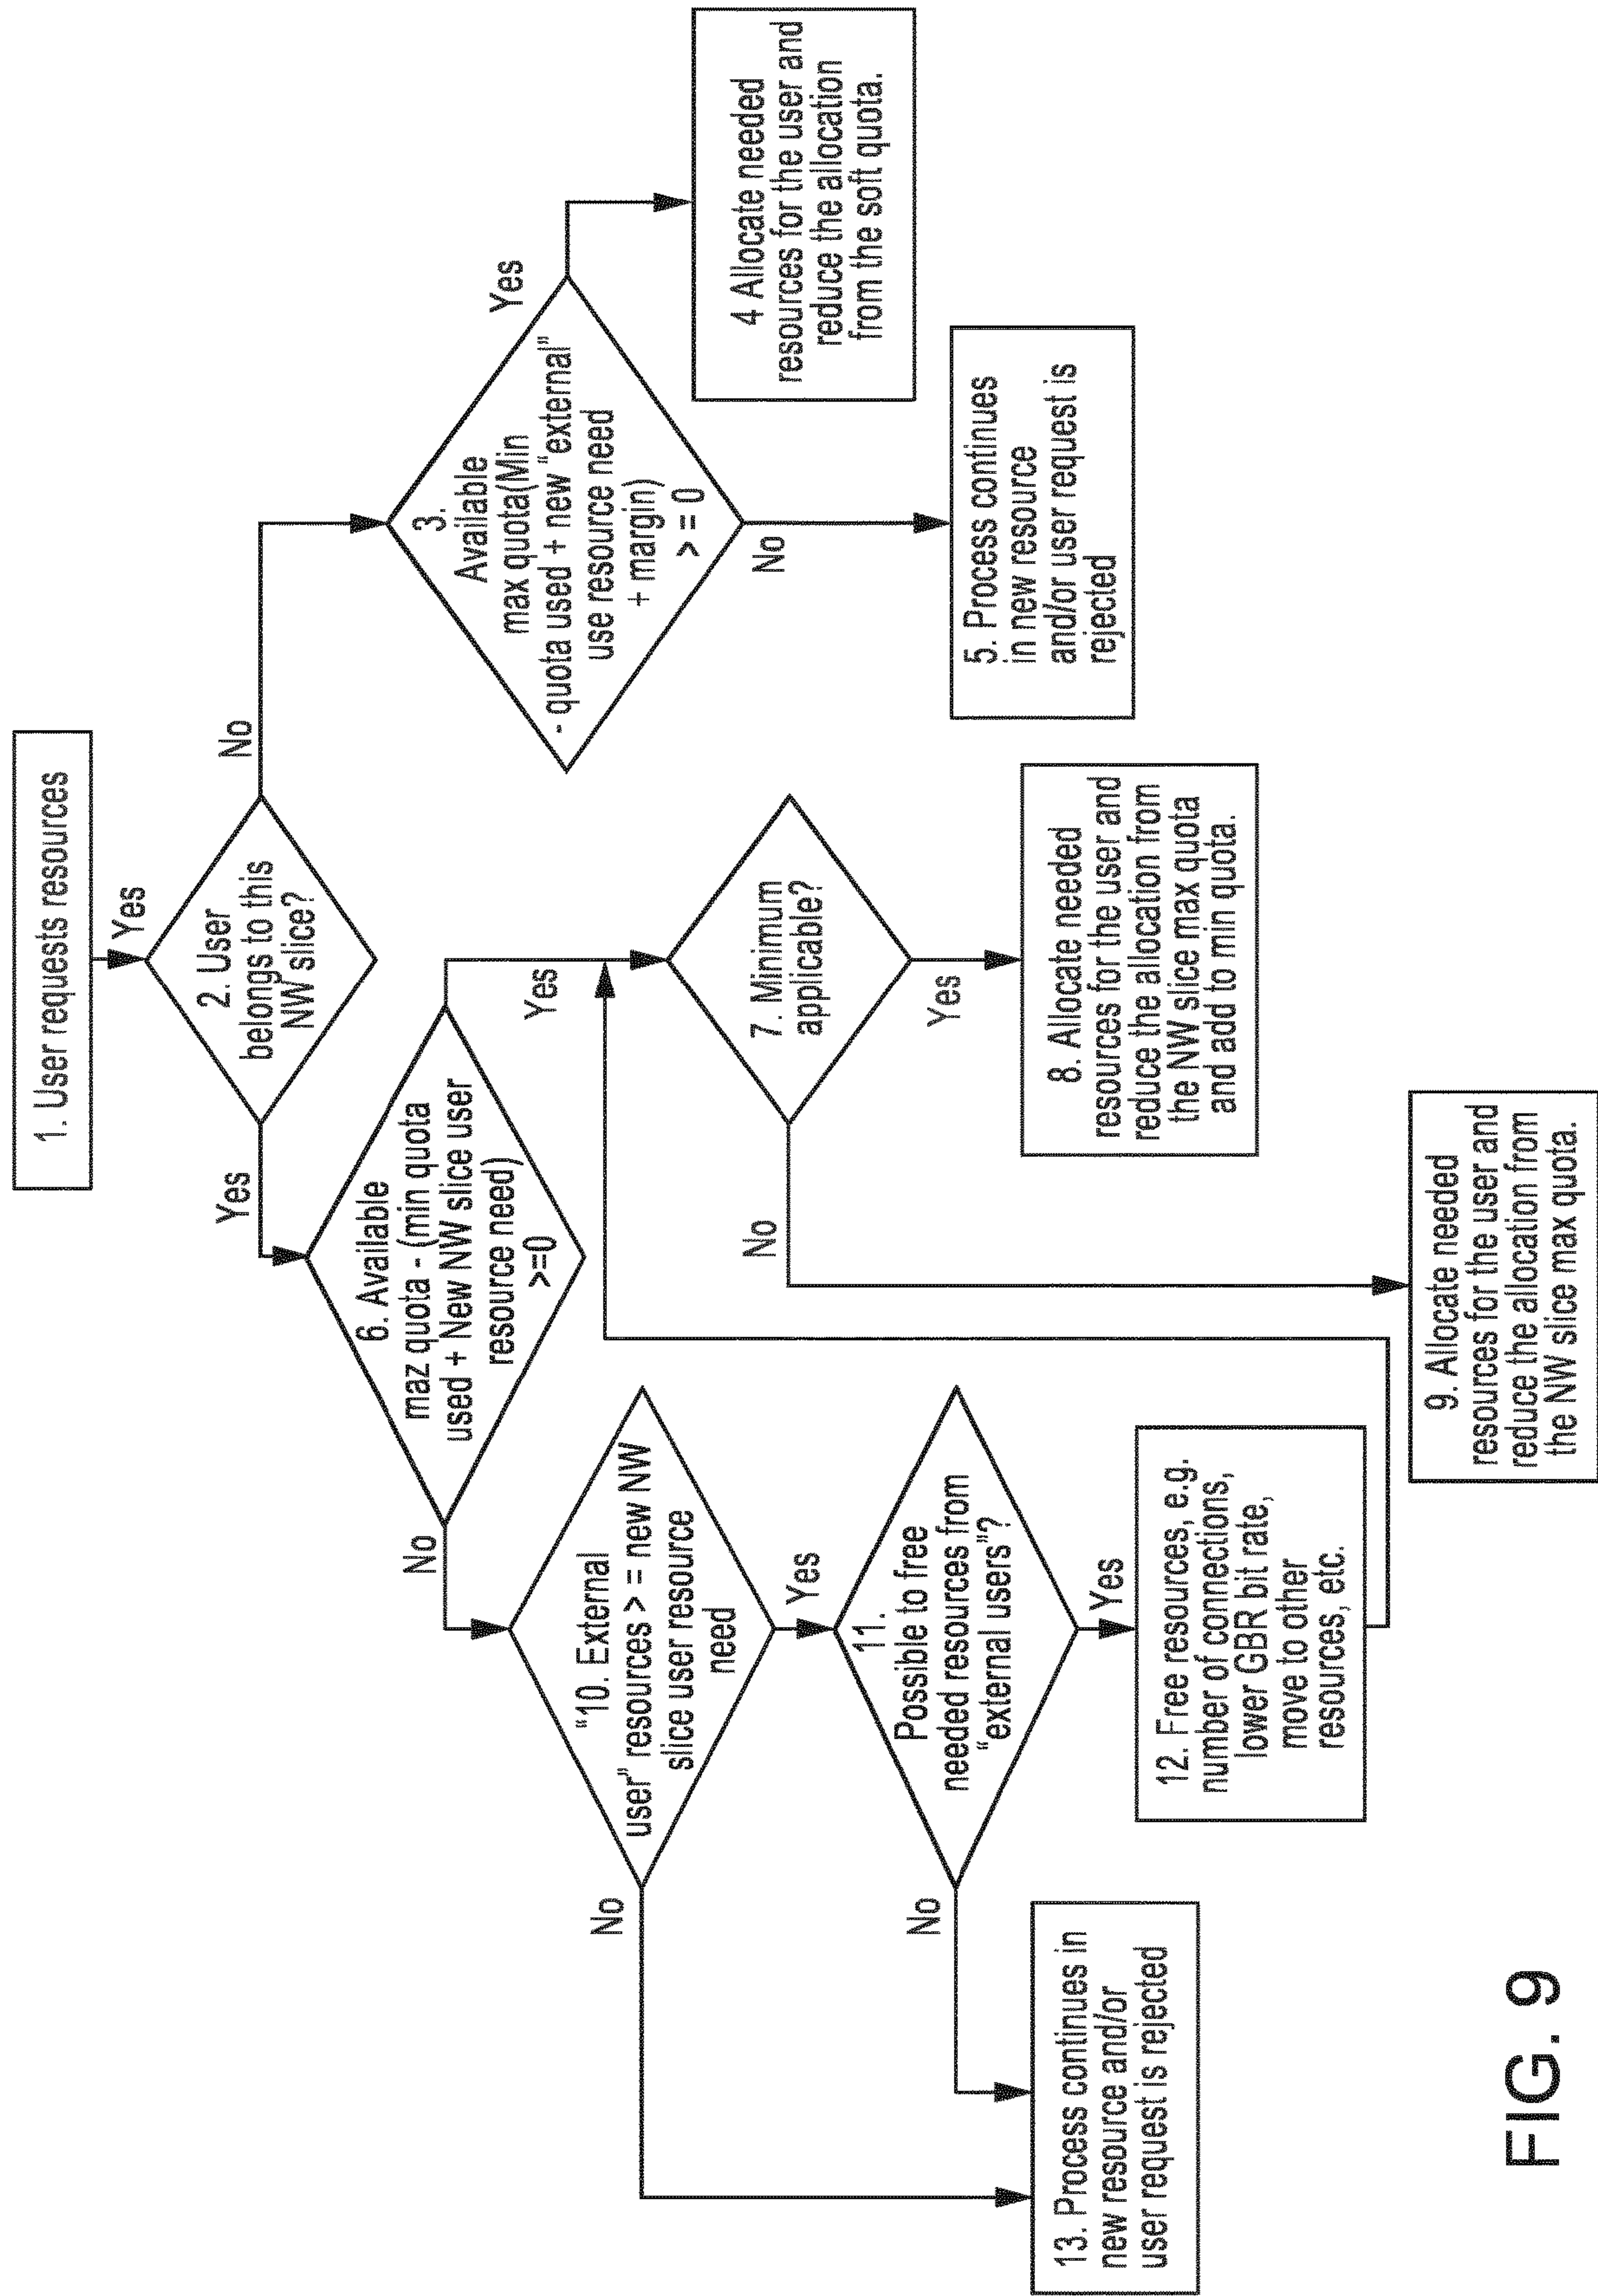 1. User requests resources
Yes
2. User
belongs to this
NW slice?
No
Yes
3.
Available
max quota(Min
- quota used + new “external”
use resource need
+ margin)
> = 0
Yes
No
4 Allocate needed
resources for the user and
reduce the allocation
from the soft quota.
5. Process continues
in new resource
and/or user request is
rejected
6. Available
maz quota - (min quota
used + New NW slice user
resource need)
>=0
Yes
No
7. Minimum
applicable?
Yes
No
8. Allocate needed
resources for the user and
reduce the allocation from
the NW slice max quota
and add to min quota.
9. Allocate needed
resources for the user and
reduce the allocation from
the NW slice max quota.
“10. External
user” resources > = new NW
slice user resource
need
Yes
No
11.
Possible to free
needed resources from
“external users”?
Yes
No
12. Free resources, e.g.
number of connections,
lower GBR bit rate,
move to other
resources, etc.
13. Process continues in
new resource and/or
user request is rejected
FIG. 9